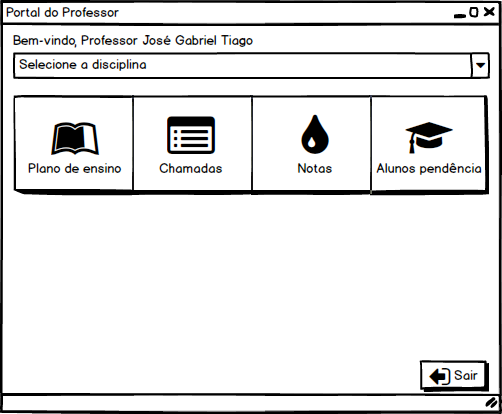 Portal do Professor
Bem-vindo, Professor José Gabriel Tiago
Selecione a disciplina
Plano de ensino
Chamadas
Notas
Alunos pendência
Sair